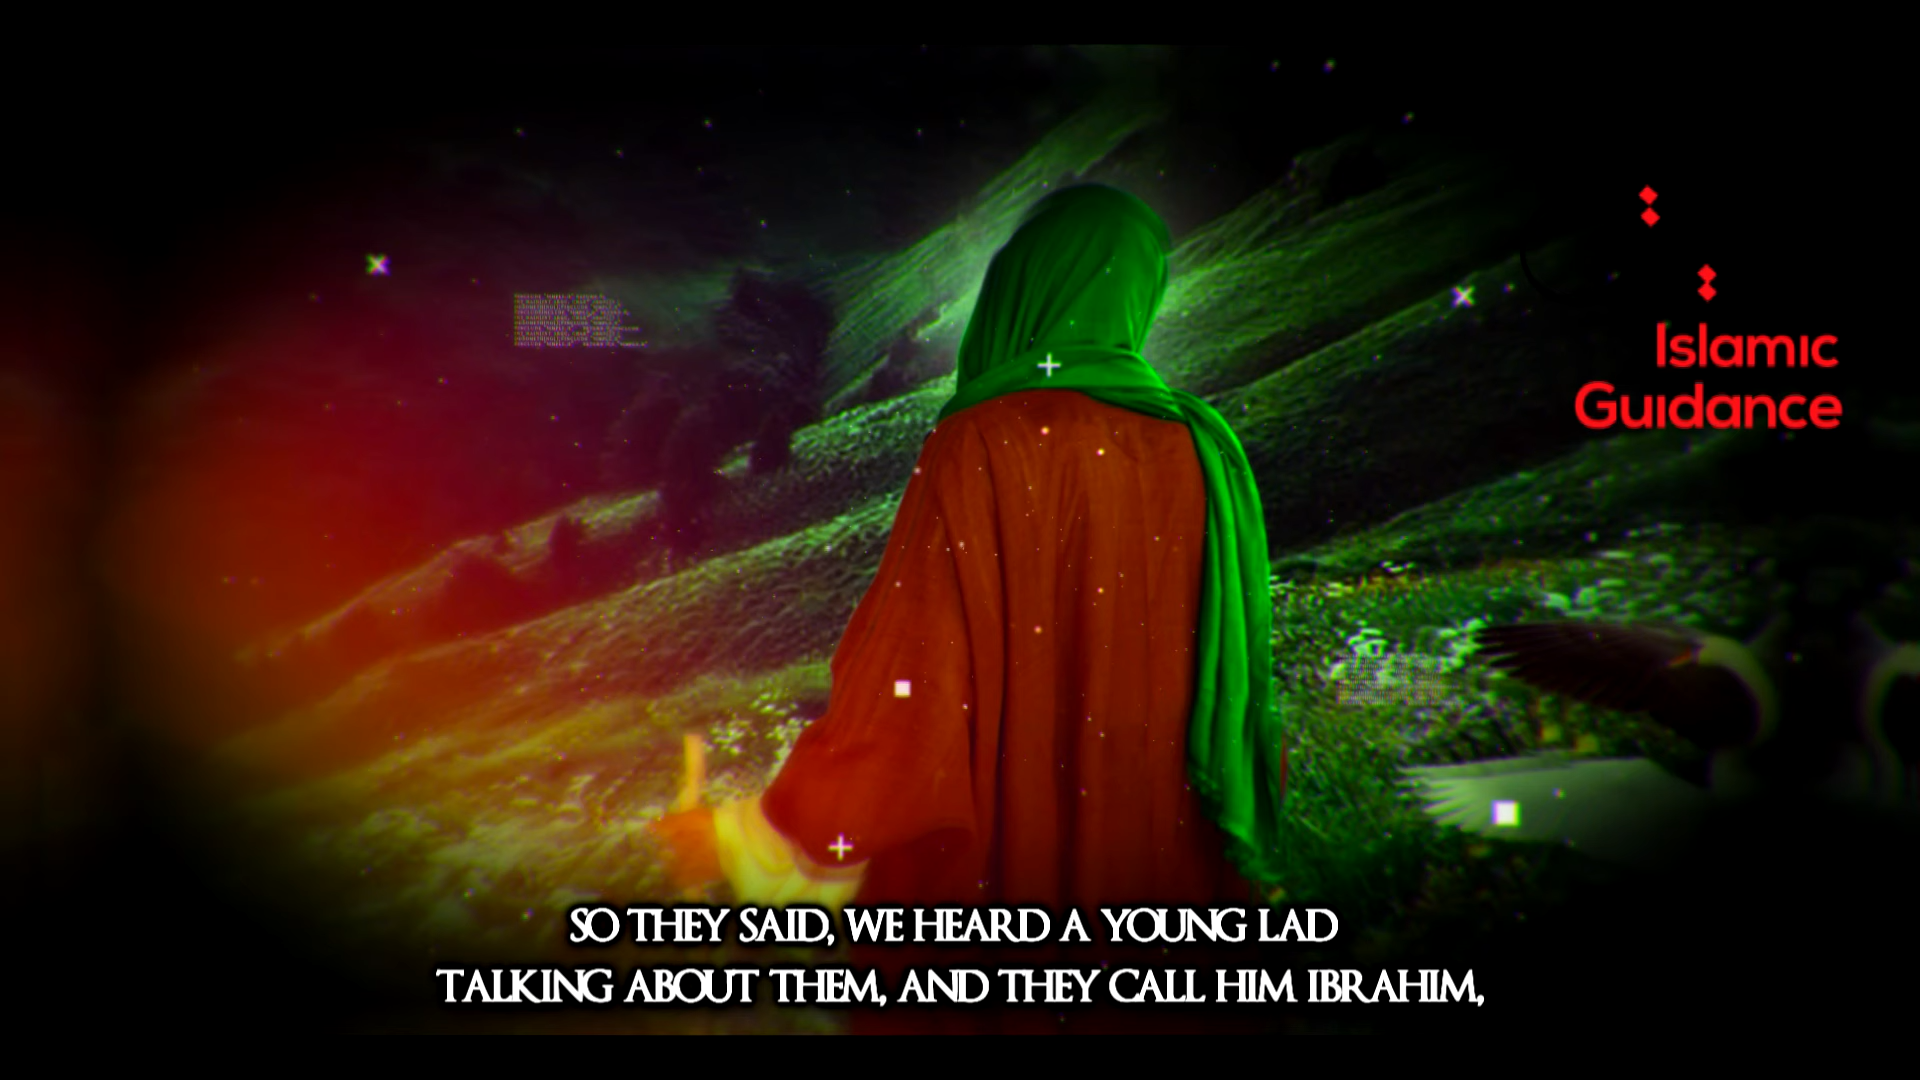 Islamic
Guidance
SO THEY SAID, WE HEARD A YOUNG LAD
TALKING ABOUT THEM, AND THEY CALL HIM IBRAHIM,